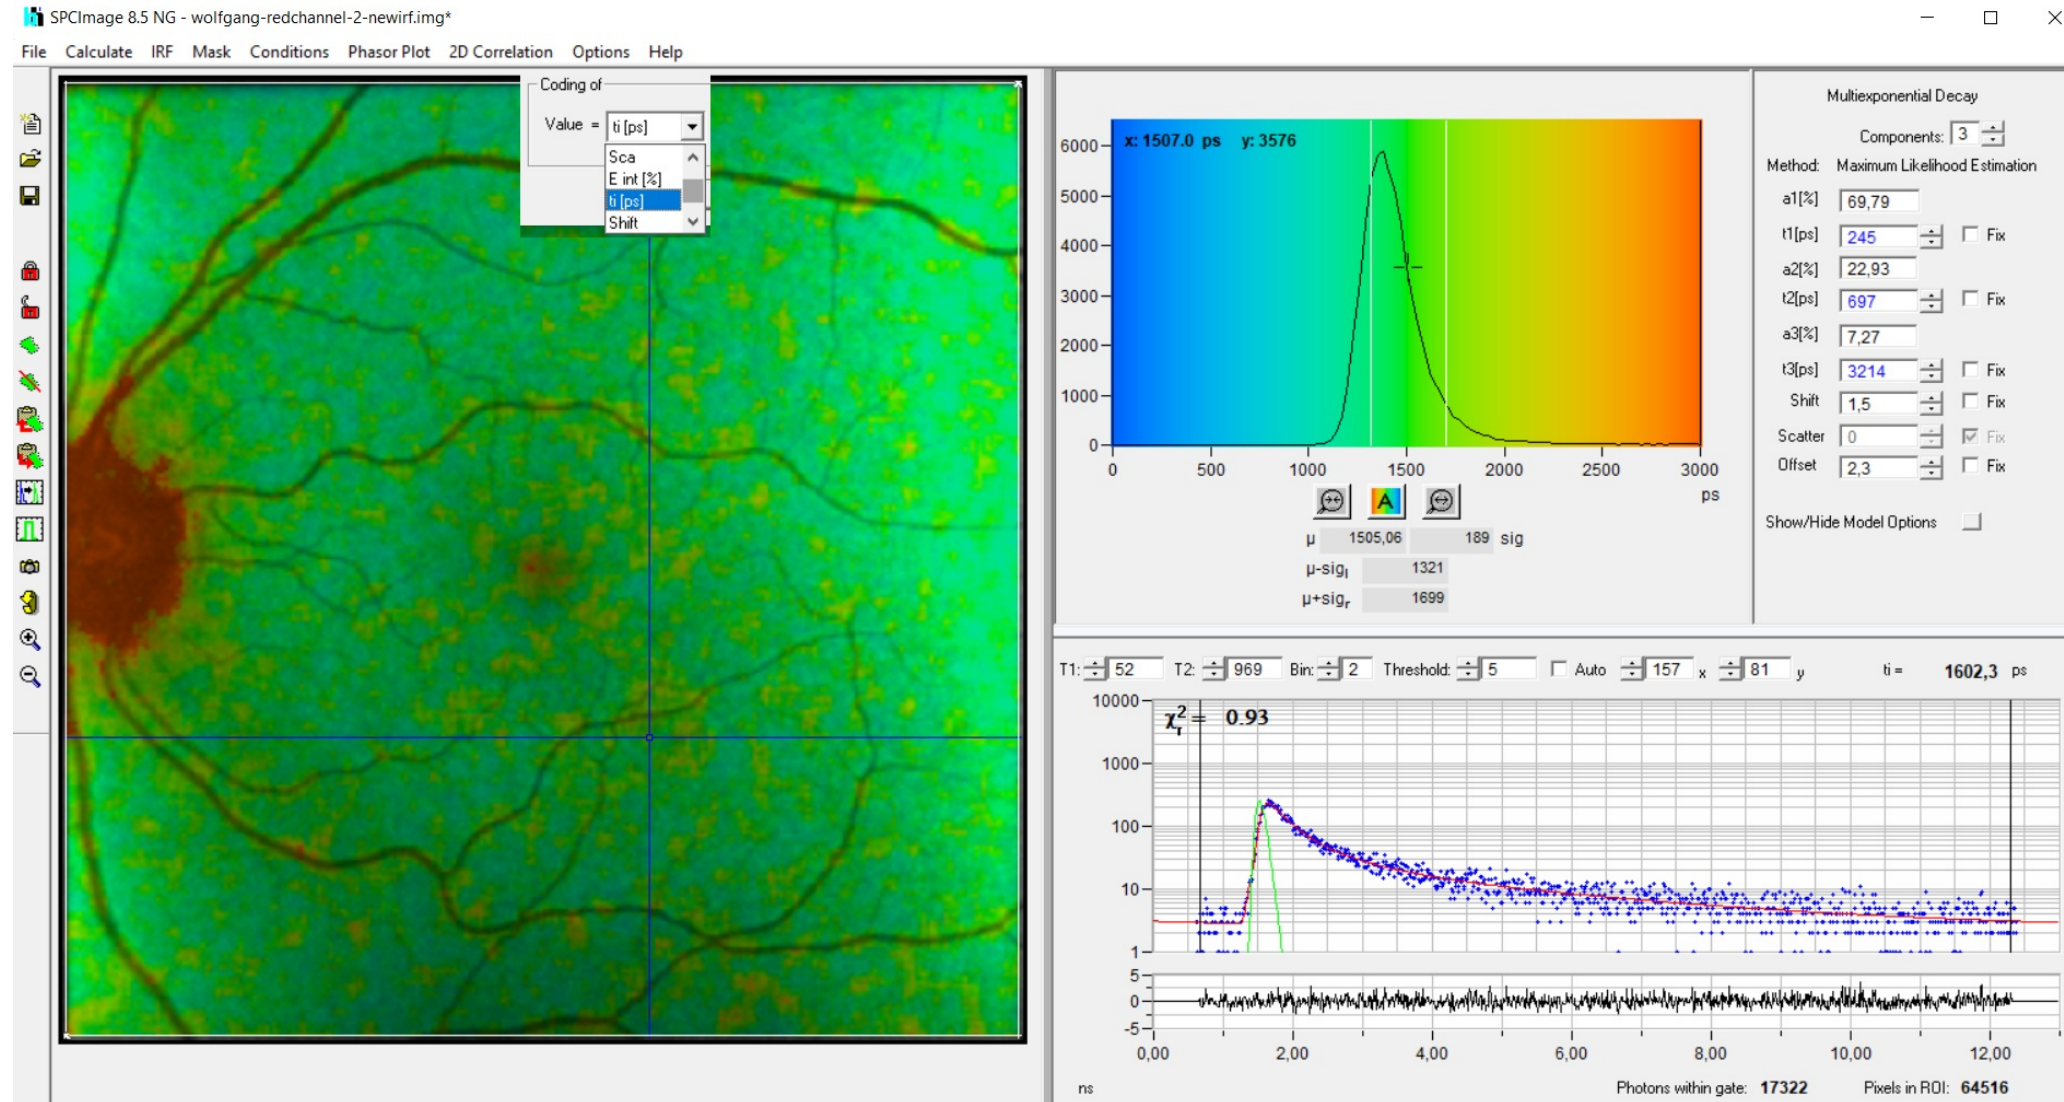 SPCImage 8.5 NG - wolfgang-redchannel-2-newirf.img*
File Calculate IRF Mask Conditions Phasor Plot 2D Correlation Options Help
Coding of
Value = ti [ps]
Sca
E int [%]
ti [ps]
Shift
x: 1507.0 ps y: 3576
6000
5000
4000
3000
2000
1000
0
0 500 1000 1500 2000 2500 3000
ps
A
μ 1505,06 189 sig
μ-sigl 1321
μ+sigr 1699
Multiexponential Decay
Components: 3
Method: Maximum Likelihood Estimation
a1[%] 69,79
t1[ps] 245 Fix
a2[%] 22,93
t2[ps] 697 Fix
a3[%] 7,27
t3[ps] 3214 Fix
Shift 1,5 Fix
Scatter 0 Fix
Offset 2,3 Fix
Show/Hide Model Options
T1: 52 T2: 969 Bin: 2 Threshold: 5 Auto 157 x 81 y ti = 1602,3 ps
χ²r = 0.93
10000
1000
100
10
1
5
0
-5
0,00 2,00 4,00 6,00 8,00 10,00 12,00
ns
Photons within gate: 17322 Pixels in ROI: 64516